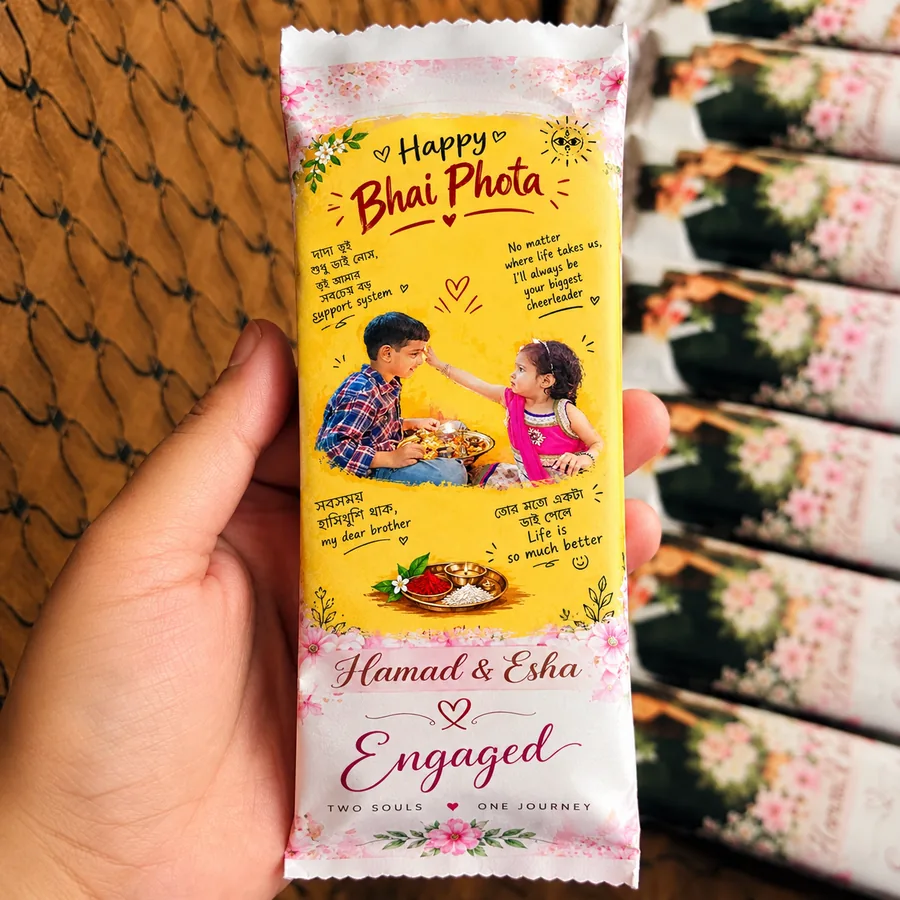 Happy
Bhai Phota
দাদা তুই
শুধু ভাই নোস,
তুই আমার
সবচেয় বড়
support system
No matter
where life takes us,
I'll always be
your biggest
cheerleader
সবসময়
হাসিখুশি থাক,
my dear brother
তোর মতো একটা
ভাই পেলে
Life is
so much better
Hamad & Esha
Engaged
TWO SOULS ONE JOURNEY